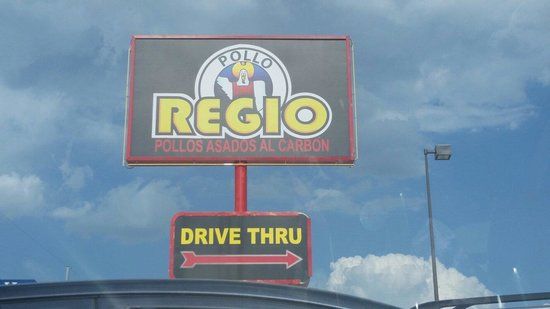 POLLO
REGIO
POLLOS ASADOS AL CARBON
DRIVE THRU